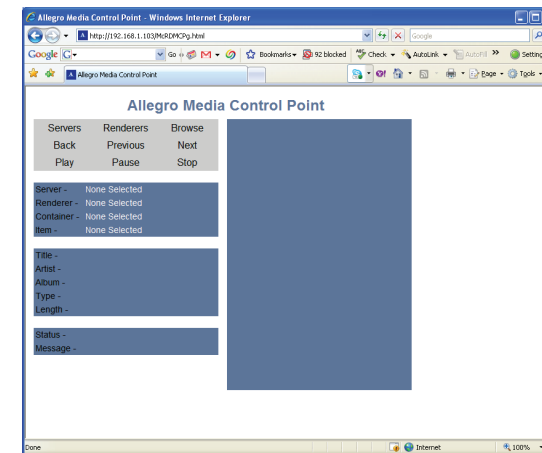 Allegro Media Control Point - Windows Internet Explorer
http://192.168.1.103/McRDMCPg.html
Google
Google G Go Bookmarks 92 blocked Check AutoLink AutoFill Setting
Allegro Media Control Point Page Tools
Allegro Media Control Point
Servers Renderers Browse
Back Previous Next
Play Pause Stop
Server - None Selected
Renderer - None Selected
Container - None Selected
Item - None Selected
Title -
Artist -
Album -
Type -
Length -
Status -
Message -
Done Internet 100%